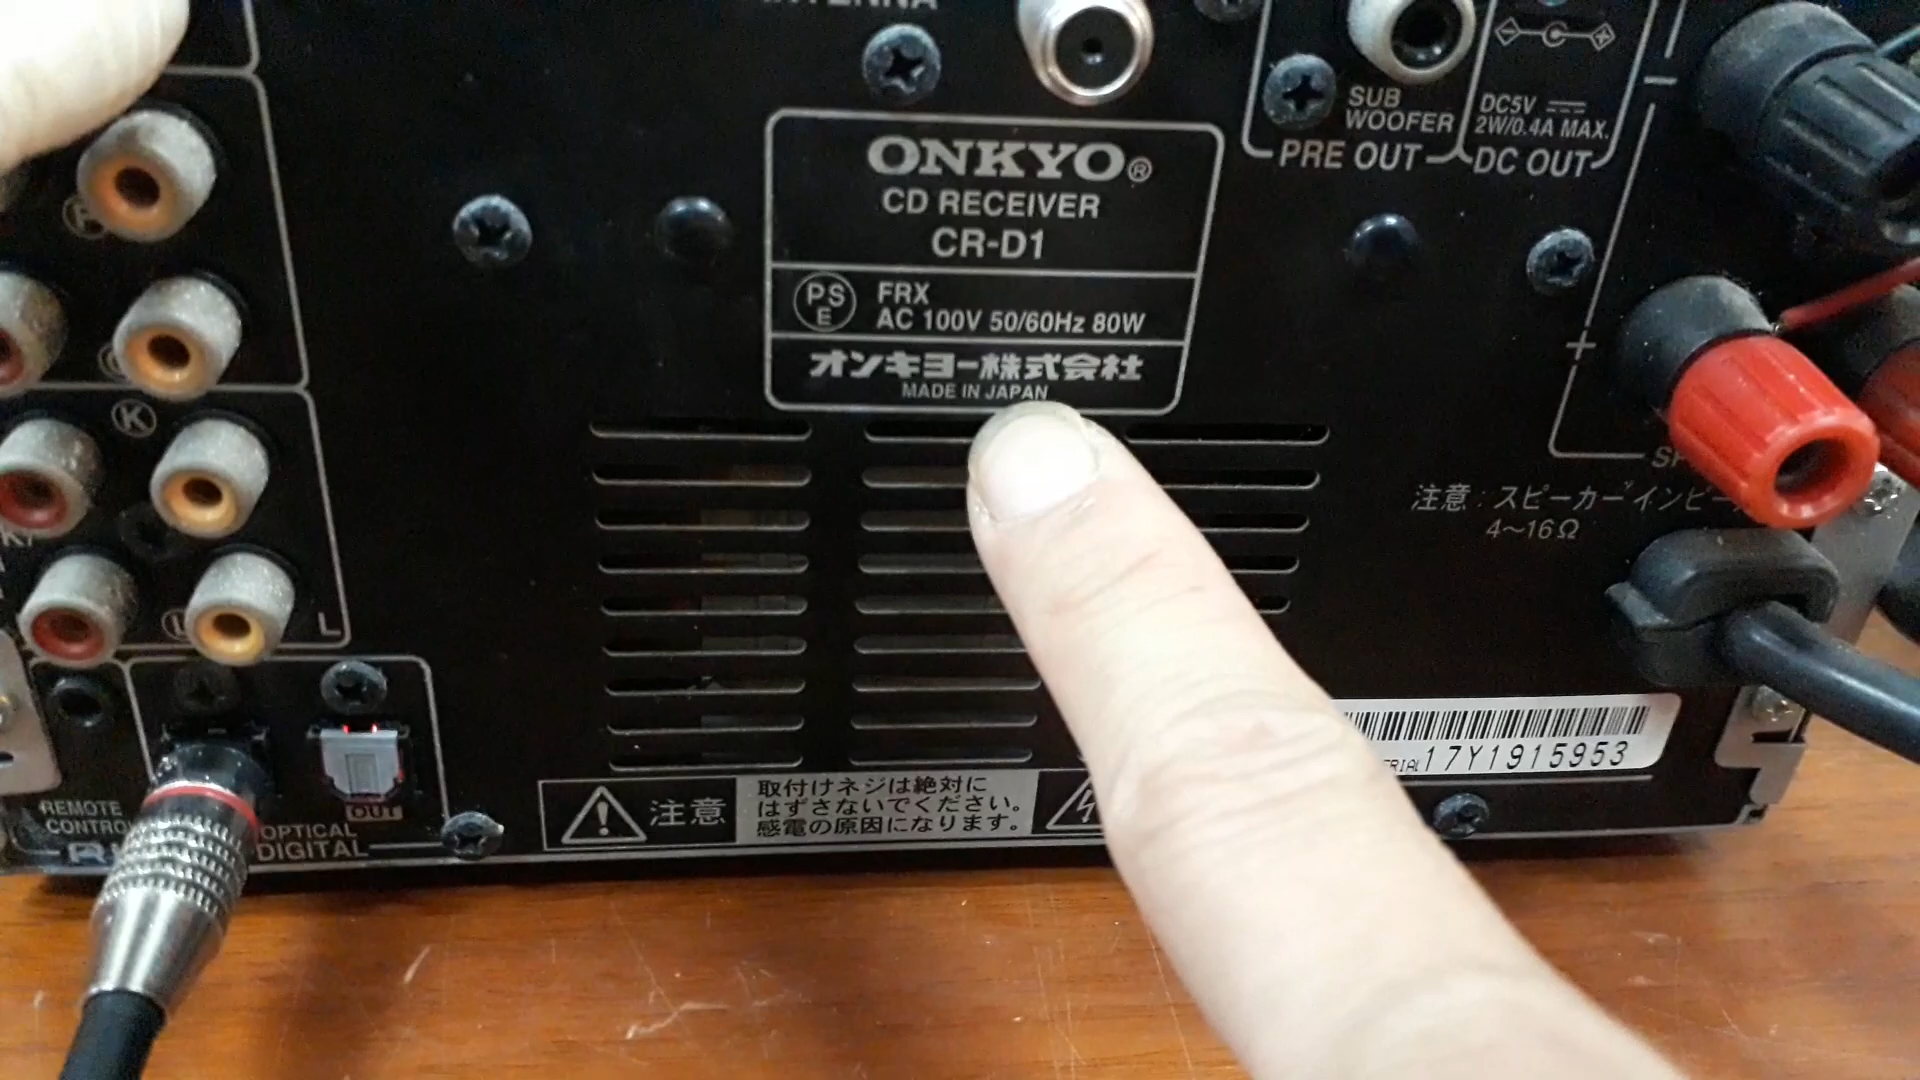 ONKYO®
CD RECEIVER
CR-D1
PS
E
FRX
AC 100V 50/60Hz 80W
オンキヨー株式会社
MADE IN JAPAN
SUB
WOOFER
PRE OUT
DC5V
2W/0.4A MAX.
DC OUT
注意：スピーカーインピー
4〜16Ω
L
REMOTE
CONTROL
OUT
OPTICAL
DIGITAL
注意
取付けネジは絶対に
はずさないでください。
感電の原因になります。
17Y1915953